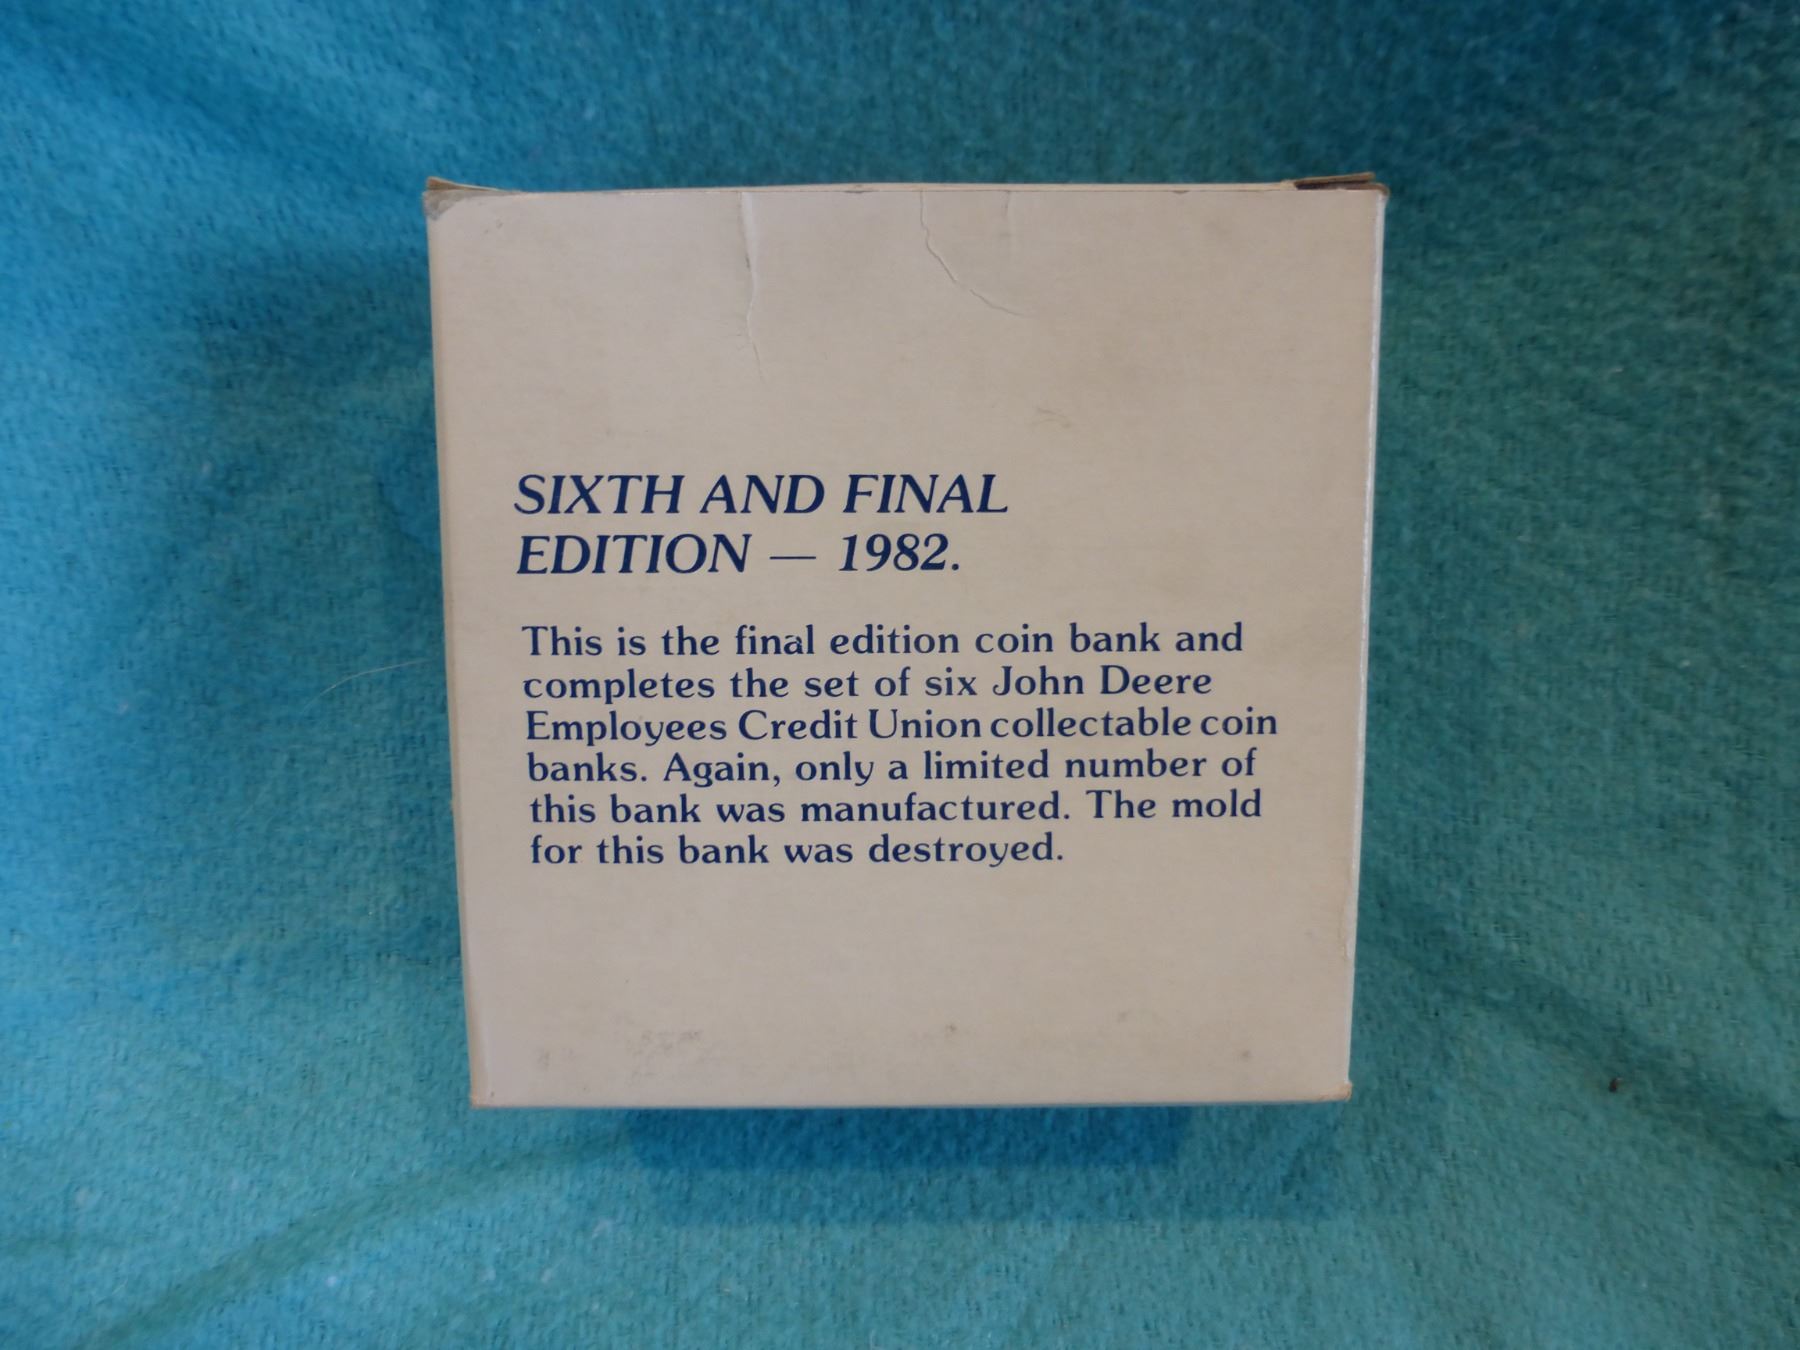 SIXTH AND FINAL
EDITION — 1982.
This is the final edition coin bank and
completes the set of six John Deere
Employees Credit Union collectable coin
banks. Again, only a limited number of
this bank was manufactured. The mold
for this bank was destroyed.